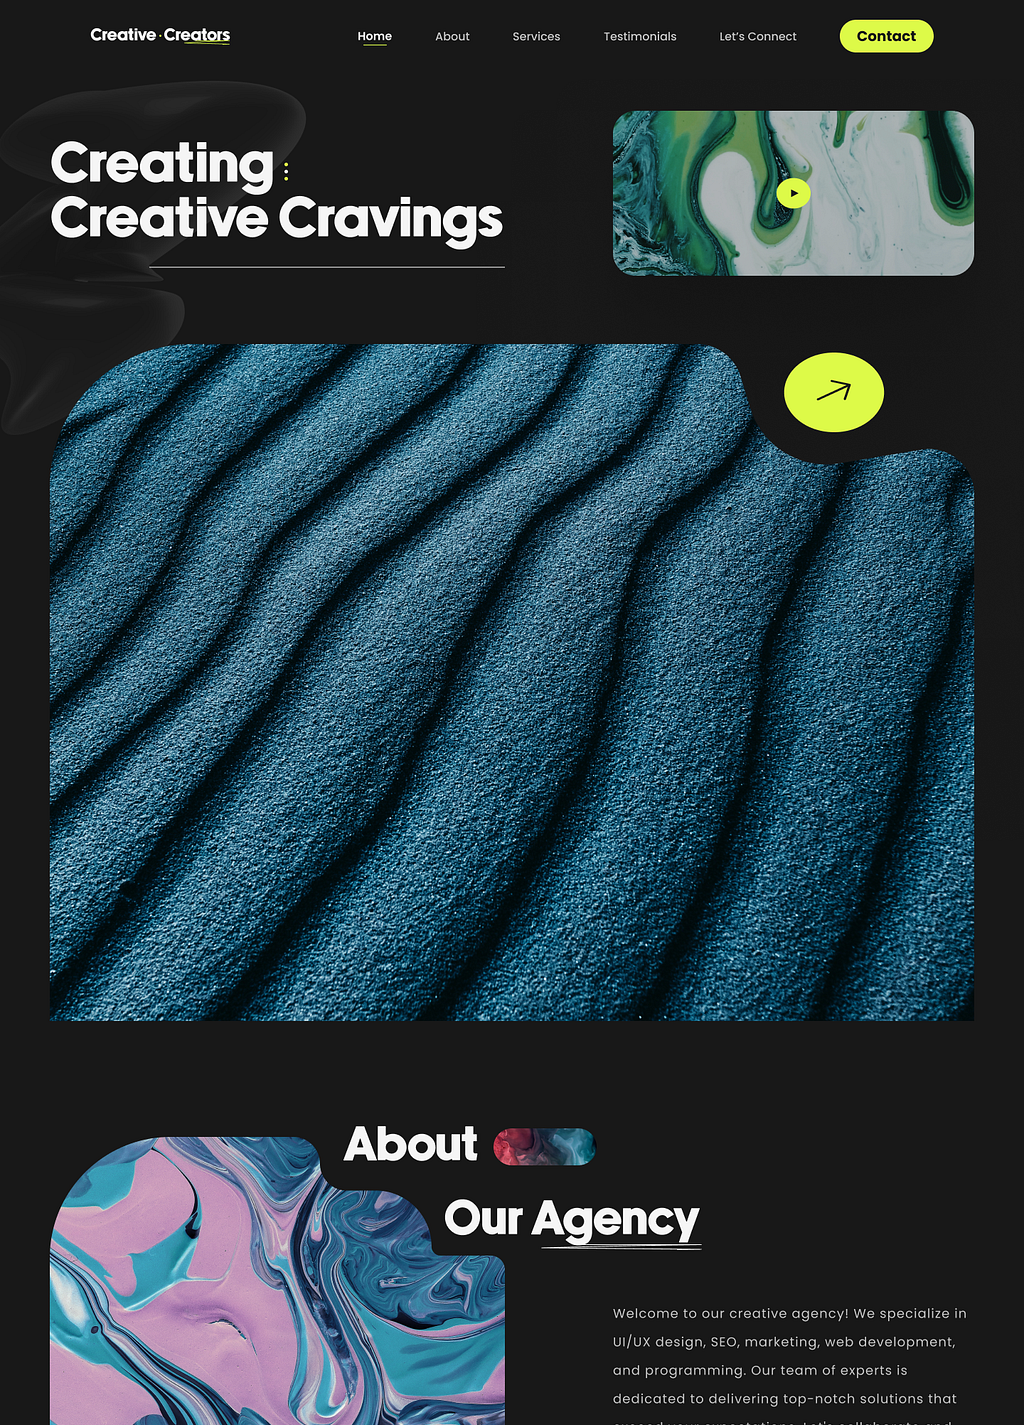 Creative · Creators
Home
About
Services
Testimonials
Let's Connect
Contact
Creating
Creative Cravings
About
Our Agency
Welcome to our creative agency! We specialize in
UI/UX design, SEO, marketing, web development,
and programming. Our team of experts is
dedicated to delivering top-notch solutions that